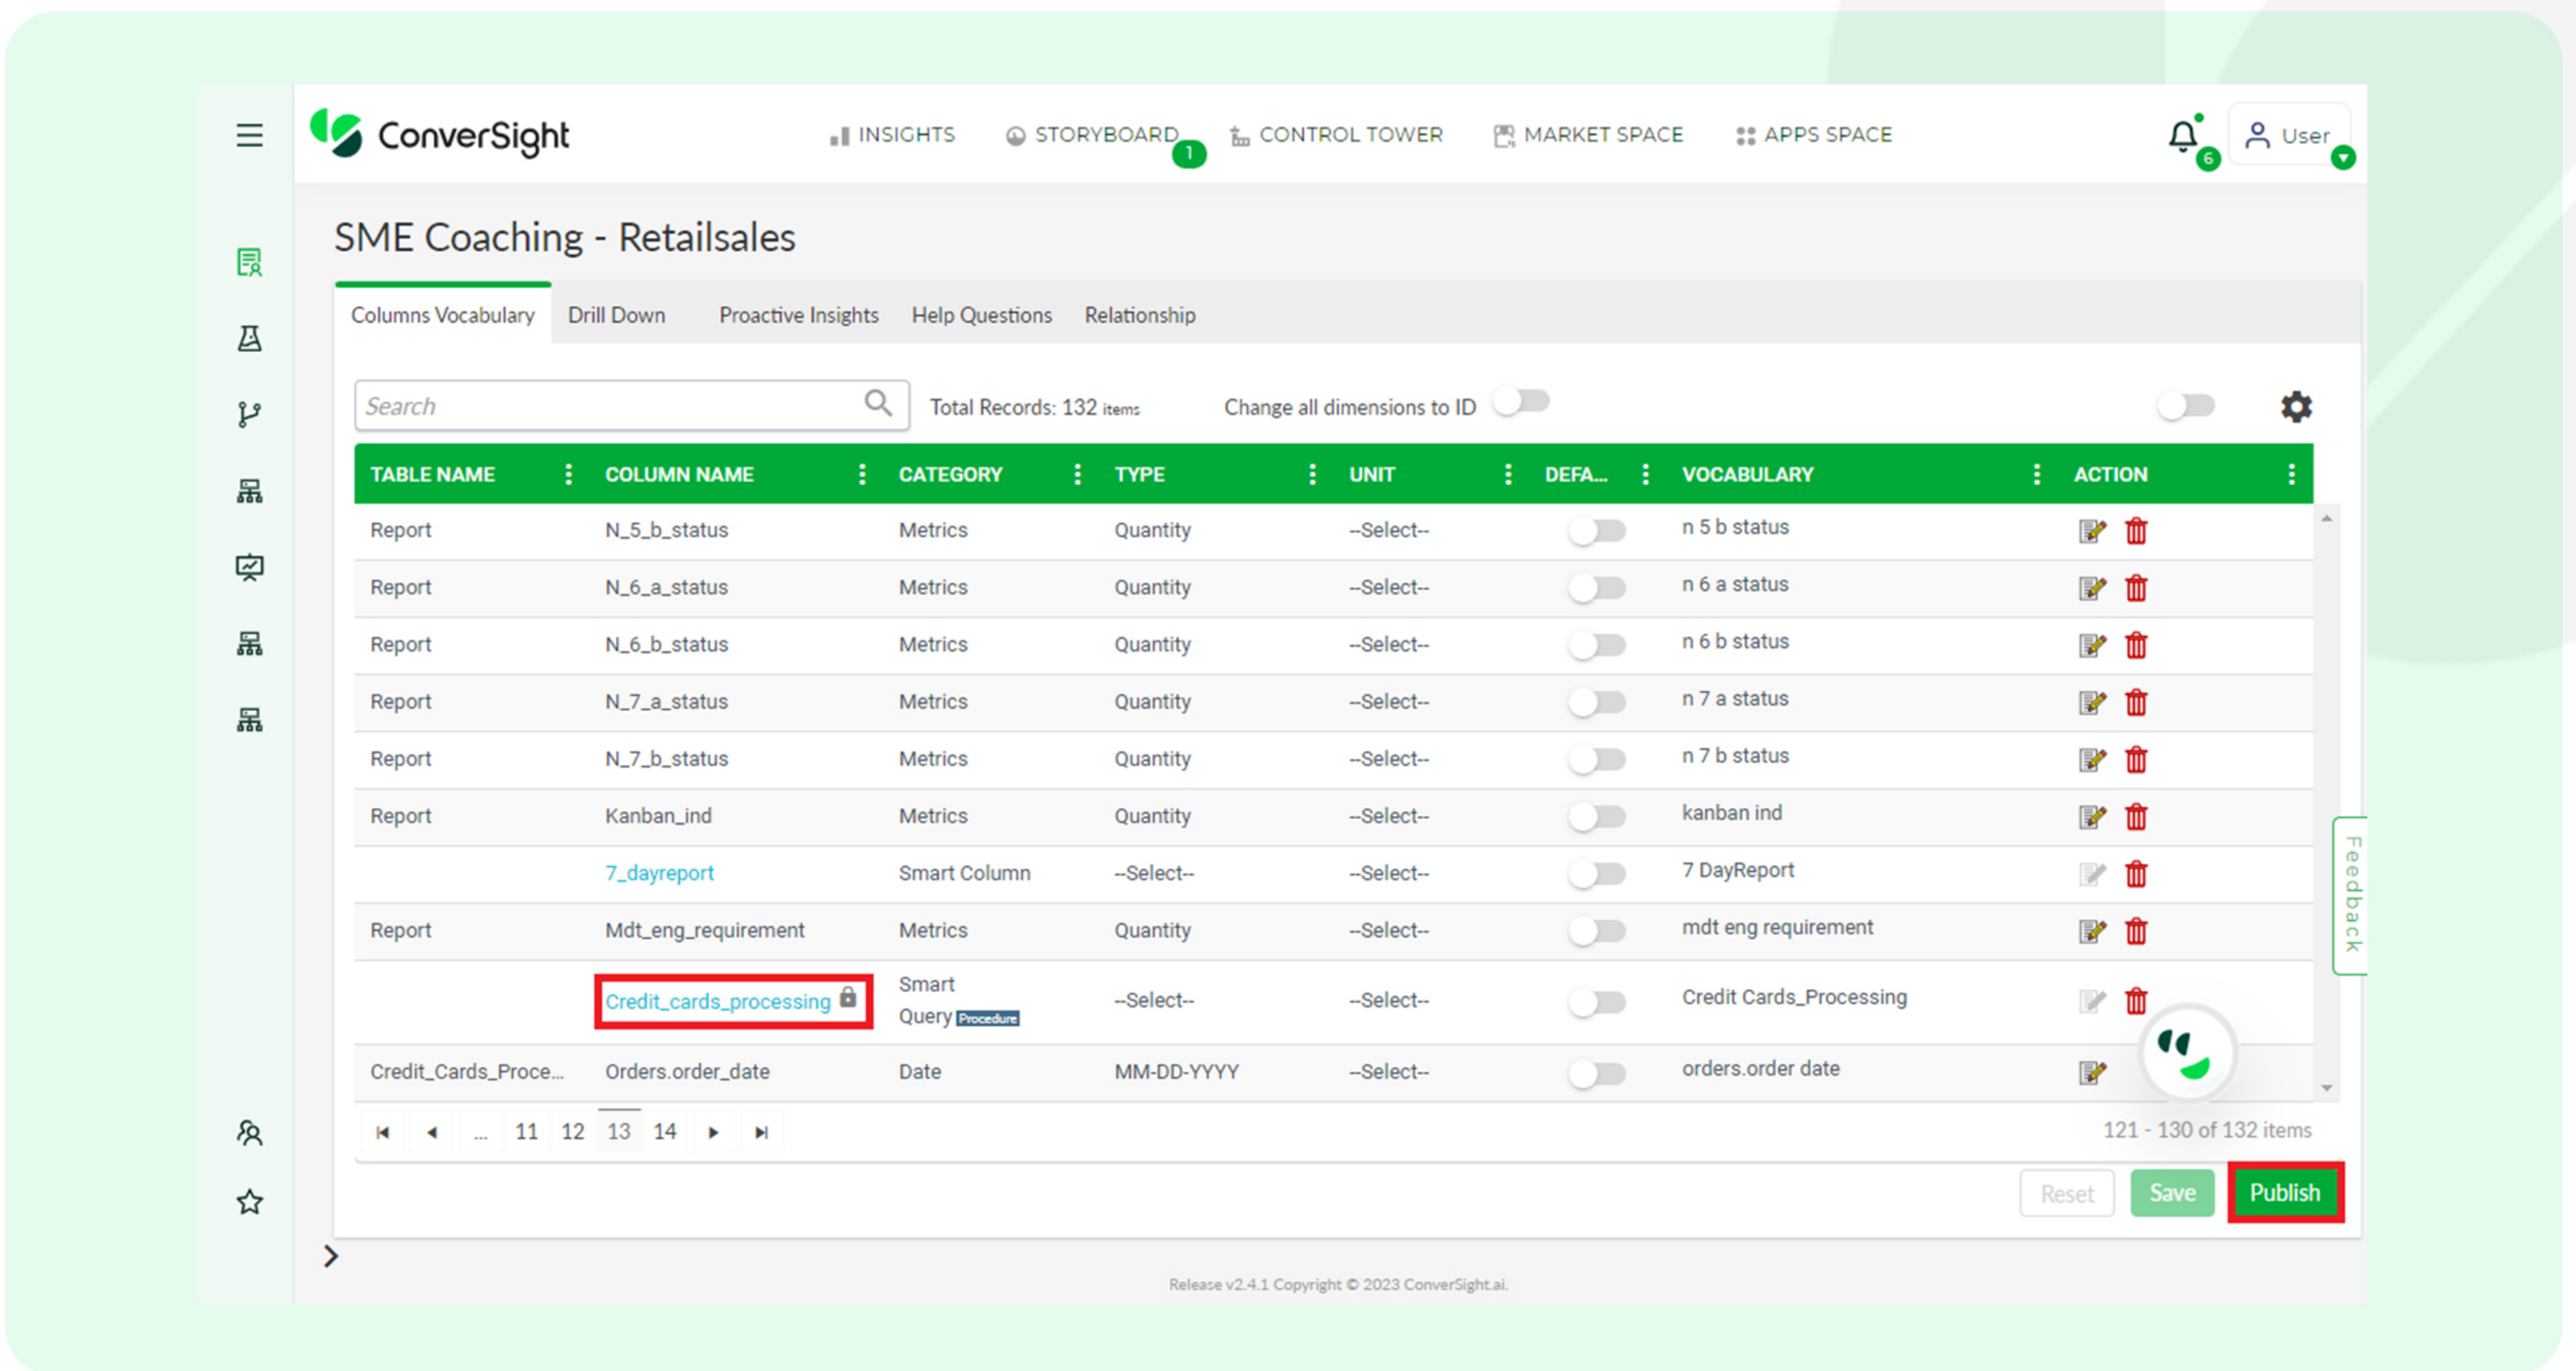 ConverSight
INSIGHTS STORYBOARD 1 CONTROL TOWER MARKET SPACE APPS SPACE 6 User
SME Coaching - Retailsales
Columns Vocabulary Drill Down Proactive Insights Help Questions Relationship
Search Total Records: 132 items Change all dimensions to ID
TABLE NAME COLUMN NAME CATEGORY TYPE UNIT DEFA... VOCABULARY ACTION
Report N_5_b_status Metrics Quantity --Select-- n 5 b status
Report N_6_a_status Metrics Quantity --Select-- n 6 a status
Report N_6_b_status Metrics Quantity --Select-- n 6 b status
Report N_7_a_status Metrics Quantity --Select-- n 7 a status
Report N_7_b_status Metrics Quantity --Select-- n 7 b status
Report Kanban_ind Metrics Quantity --Select-- kanban ind
7_dayreport Smart Column --Select-- --Select-- 7 DayReport
Report Mdt_eng_requirement Metrics Quantity --Select-- mdt eng requirement
Credit_cards_processing Smart Query Procedure --Select-- --Select-- Credit Cards_Processing
Credit_Cards_Proce... Orders.order_date Date MM-DD-YYYY --Select-- orders.order date
Feedback
... 11 12 13 14 121 - 130 of 132 items
Reset Save Publish
Release v2.4.1 Copyright © 2023 ConverSight.ai.